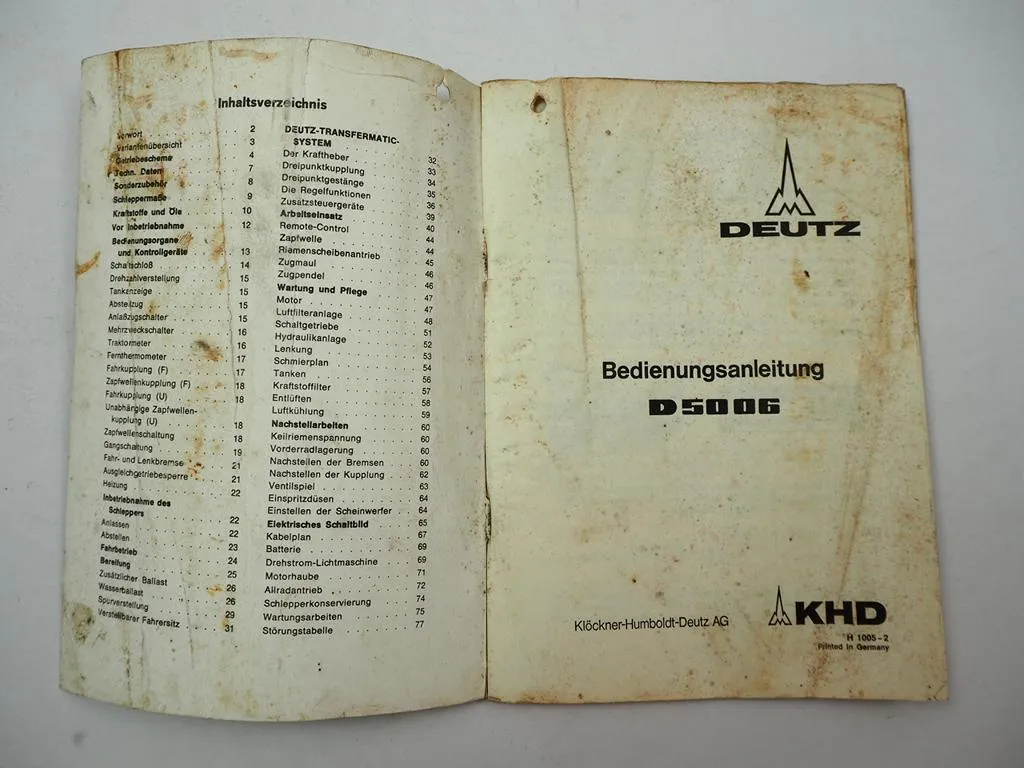 Inhaltsverzeichnis
Vorwort . . . 2
Variantenübersicht . . . 3
Getriebeschema . . . 4
Techn. Daten . . . 7
Sonderzubehör . . . 8
Schleppermaße . . . 9
Kraftstoffe und Öle . . . 10
Vor Inbetriebnahme . . . 12
Bedienungsorgane
und Kontrollgeräte . . . 13
Schaltschloß . . . 14
Drehzahlverstellung . . . 15
Tankanzeige . . . 15
Abstellzug . . . 15
Anlaßzugschalter . . . 15
Mehrzweckschalter . . . 16
Traktometer . . . 16
Fernthermometer . . . 17
Fahrkupplung (F) . . . 17
Zapfwellenkupplung (F) . . . 18
Fahrkupplung (U) . . . 18
Unabhängige Zapfwellen-
kupplung (U) . . . 18
Zapfwellenschaltung . . . 18
Gangschaltung . . . 19
Fahr- und Lenkbremse . . . 21
Ausgleichgetriebesperre . . . 21
Heizung . . . 22
Inbetriebnahme des
Schleppers . . . 22
Anlassen . . . 22
Abstellen . . . 23
Fahrbetrieb . . . 24
Bereifung . . . 25
Zusätzlicher Ballast . . . 26
Wasserballast . . . 26
Spurverstellung . . . 29
Verstellbarer Fahrersitz . . . 31
DEUTZ-TRANSFERMATIC-
SYSTEM
Der Kraftheber . . . 32
Dreipunktkupplung . . . 33
Dreipunktgestänge . . . 34
Die Regelfunktionen . . . 35
Zusatzsteuergeräte . . . 36
Arbeitseinsatz . . . 39
Remote-Control . . . 40
Zapfwelle . . . 44
Riemenscheibenantrieb . . . 44
Zugmaul . . . 45
Zugpendel . . . 46
Wartung und Pflege . . . 46
Motor . . . 47
Luftfilteranlage . . . 47
Schaltgetriebe . . . 48
Hydraulikanlage . . . 51
Lenkung . . . 52
Schmierplan . . . 53
Tanken . . . 54
Kraftstoffilter . . . 56
Entlüften . . . 58
Luftkühlung . . . 59
Nachstellarbeiten . . . 60
Keilriemenspannung . . . 60
Vorderradlagerung . . . 60
Nachstellen der Bremsen . . . 60
Nachstellen der Kupplung . . . 62
Ventilspiel . . . 63
Einspritzdüsen . . . 64
Einstellen der Scheinwerfer . . . 64
Elektrisches Schaltbild . . . 65
Kabelplan . . . 67
Batterie . . . 69
Drehstrom-Lichtmaschine . . . 69
Motorhaube . . . 71
Allradantrieb . . . 72
Schlepperkonservierung . . . 74
Wartungsarbeiten . . . 75
Störungstabelle . . . 77
DEUTZ
Bedienungsanleitung
D 50 06
Klöckner-Humboldt-Deutz AG
KHD
H 1005-2
Printed in Germany